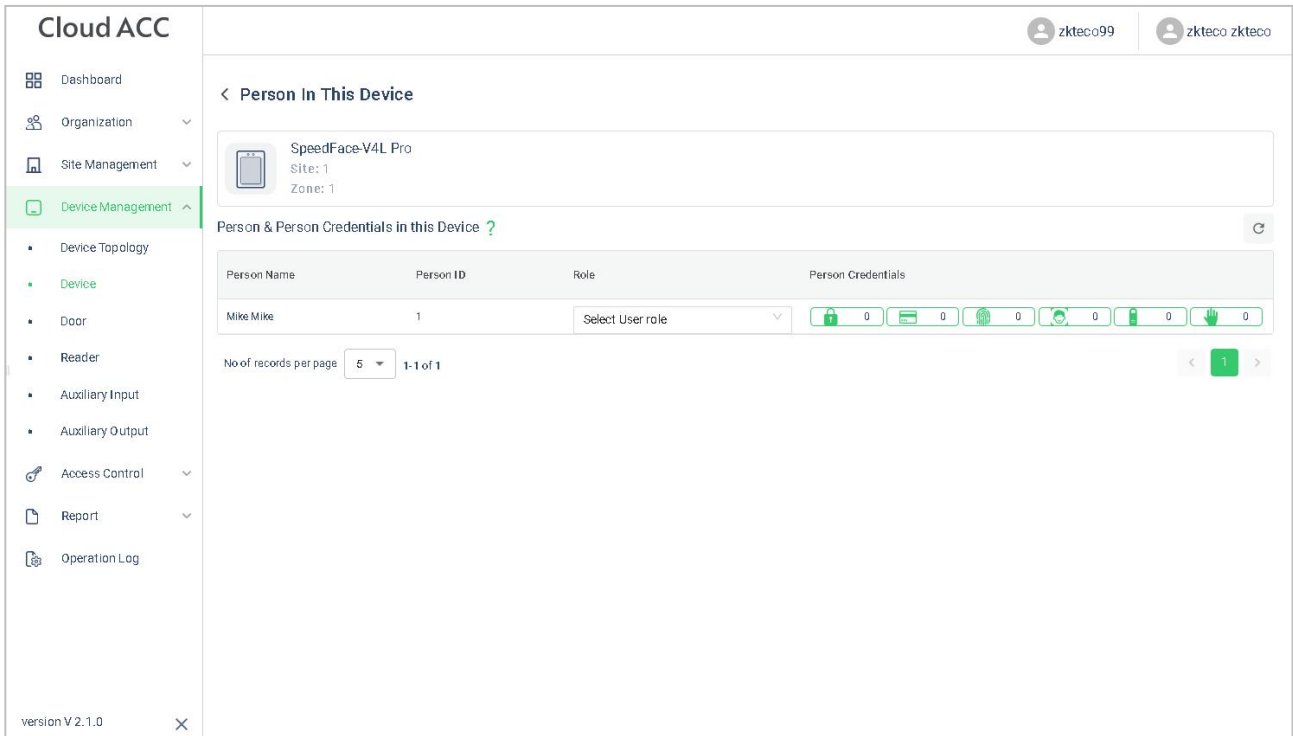 Cloud ACC
zkteco99
zkteco zkteco
Dashboard
Organization
Site Management
Device Management
Device Topology
Device
Door
Reader
Auxiliary Input
Auxiliary Output
Access Control
Report
Operation Log
version V 2.1.0
Person In This Device
SpeedFace-V4L Pro
Site: 1
Zone: 1
Person & Person Credentials in this Device ?
Person Name Person ID Role Person Credentials
Mike Mike 1 Select User role 0 0 0 0 0 0
No of records per page 5 1-1 of 1 < 1 >